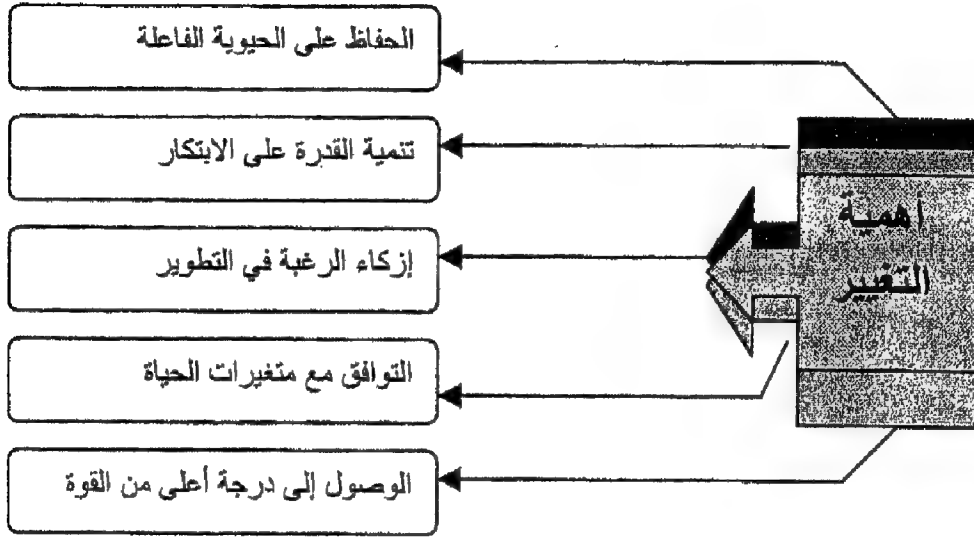 أهمية
التغيير
الحفاظ على الحيوية الفاعلة
تنمية القدرة على الابتكار
إزكاء الرغبة في التطوير
التوافق مع متغيرات الحياة
الوصول إلى درجة أعلى من القوة